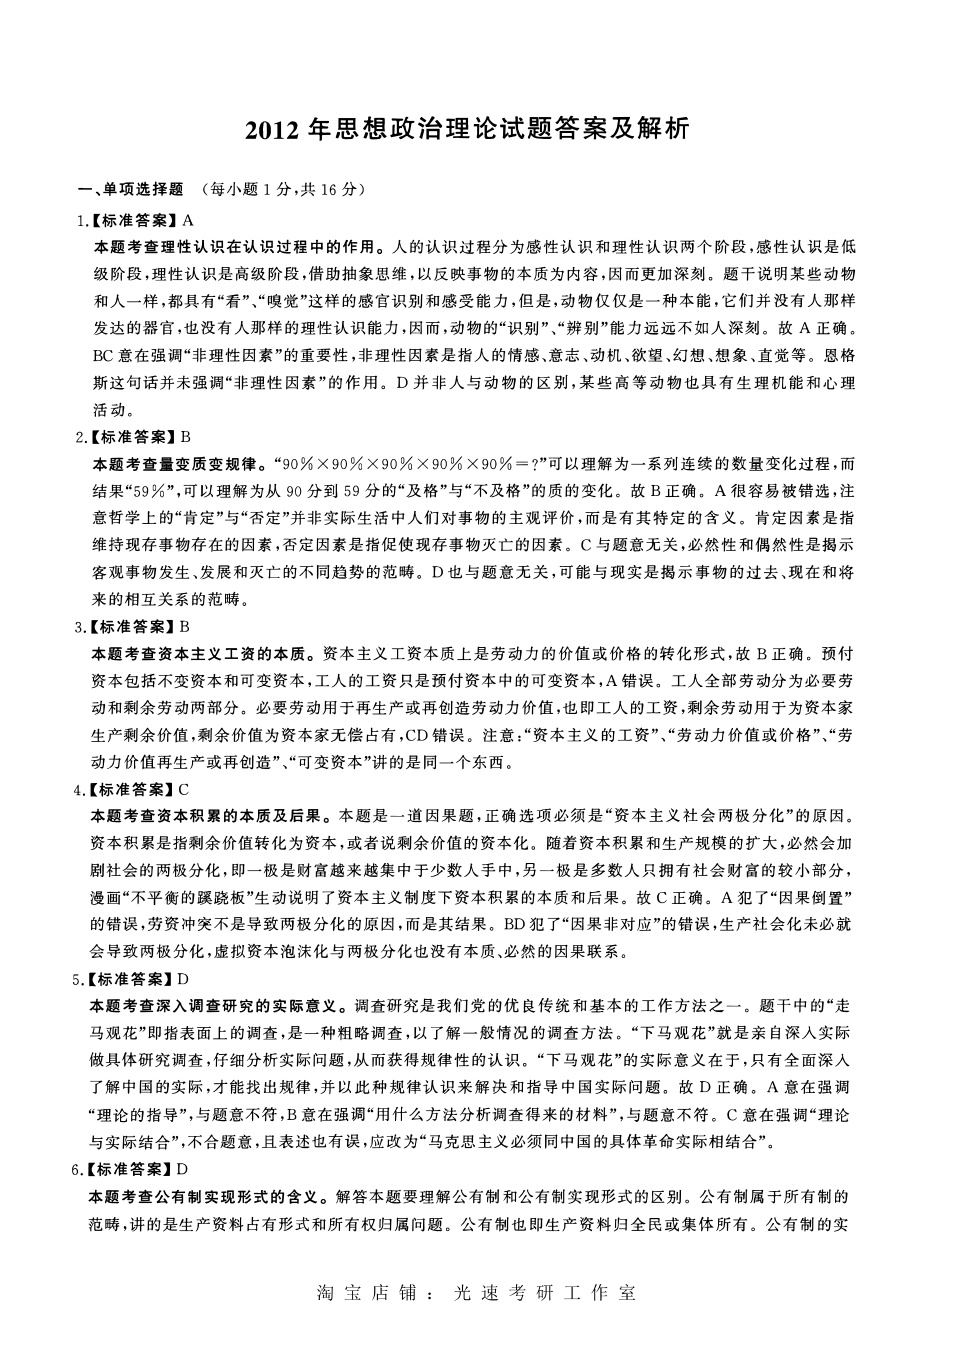 2012 年思想政治理论试题答案及解析
一、单项选择题 （每小题 1 分,共 16 分）
1.【标准答案】A
本题考查理性认识在认识过程中的作用。人的认识过程分为感性认识和理性认识两个阶段,感性认识是低
级阶段,理性认识是高级阶段,借助抽象思维,以反映事物的本质为内容,因而更加深刻。题干说明某些动物
和人一样,都具有“看”、“嗅觉”这样的感官识别和感受能力,但是,动物仅仅是一种本能,它们并没有人那样
发达的器官,也没有人那样的理性认识能力,因而,动物的“识别”、“辨别”能力远远不如人深刻。故 A 正确。
BC 意在强调“非理性因素”的重要性,非理性因素是指人的情感、意志、动机、欲望、幻想、想象、直觉等。恩格
斯这句话并未强调“非理性因素”的作用。D 并非人与动物的区别,某些高等动物也具有生理机能和心理
活动。
2.【标准答案】B
本题考查量变质变规律。“90%×90%×90%×90%×90%=?”可以理解为一系列连续的数量变化过程,而
结果“59%”,可以理解为从 90 分到 59 分的“及格”与“不及格”的质的变化。故 B 正确。A 很容易被错选,注
意哲学上的“肯定”与“否定”并非实际生活中人们对事物的主观评价,而是有其特定的含义。肯定因素是指
维持现存事物存在的因素,否定因素是指促使现存事物灭亡的因素。C 与题意无关,必然性和偶然性是揭示
客观事物发生、发展和灭亡的不同趋势的范畴。D 也与题意无关,可能与现实是揭示事物的过去、现在和将
来的相互关系的范畴。
3.【标准答案】B
本题考查资本主义工资的本质。资本主义工资本质上是劳动力的价值或价格的转化形式,故 B 正确。预付
资本包括不变资本和可变资本,工人的工资只是预付资本中的可变资本,A 错误。工人全部劳动分为必要劳
动和剩余劳动两部分。必要劳动用于再生产或再创造劳动力价值,也即工人的工资,剩余劳动用于为资本家
生产剩余价值,剩余价值为资本家无偿占有,CD 错误。注意:“资本主义的工资”、“劳动力价值或价格”、“劳
动力价值再生产或再创造”、“可变资本”讲的是同一个东西。
4.【标准答案】C
本题考查资本积累的本质及后果。本题是一道因果题,正确选项必须是“资本主义社会两极分化”的原因。
资本积累是指剩余价值转化为资本,或者说剩余价值的资本化。随着资本积累和生产规模的扩大,必然会加
剧社会的两极分化,即一极是财富越来越集中于少数人手中,另一极是多数人只拥有社会财富的较小部分,
漫画“不平衡的蹊跷板”生动说明了资本主义制度下资本积累的本质和后果。故 C 正确。A 犯了“因果倒置”
的错误,劳资冲突不是导致两极分化的原因,而是其结果。BD 犯了“因果非对应”的错误,生产社会化未必就
会导致两极分化,虚拟资本泡沫化与两极分化也没有本质、必然的因果联系。
5.【标准答案】D
本题考查深入调查研究的实际意义。调查研究是我们党的优良传统和基本的工作方法之一。题干中的“走
马观花”即指表面上的调查,是一种粗略调查,以了解一般情况的调查方法。“下马观花”就是亲自深入实际
做具体研究调查,仔细分析实际问题,从而获得规律性的认识。“下马观花”的实际意义在于,只有全面深入
了解中国的实际,才能找出规律,并以此种规律认识来解决和指导中国实际问题。故 D 正确。A 意在强调
“理论的指导”,与题意不符,B 意在强调“用什么方法分析调查得来的材料”,与题意不符。C 意在强调“理论
与实际结合”,不合题意,且表述也有误,应改为“马克思主义必须同中国的具体革命实际相结合”。
6.【标准答案】D
本题考查公有制实现形式的含义。解答本题要理解公有制和公有制实现形式的区别。公有制属于所有制的
范畴,讲的是生产资料占有形式和所有权归属问题。公有制也即生产资料归全民或集体所有。公有制的实
淘宝店铺：光速考研工作室